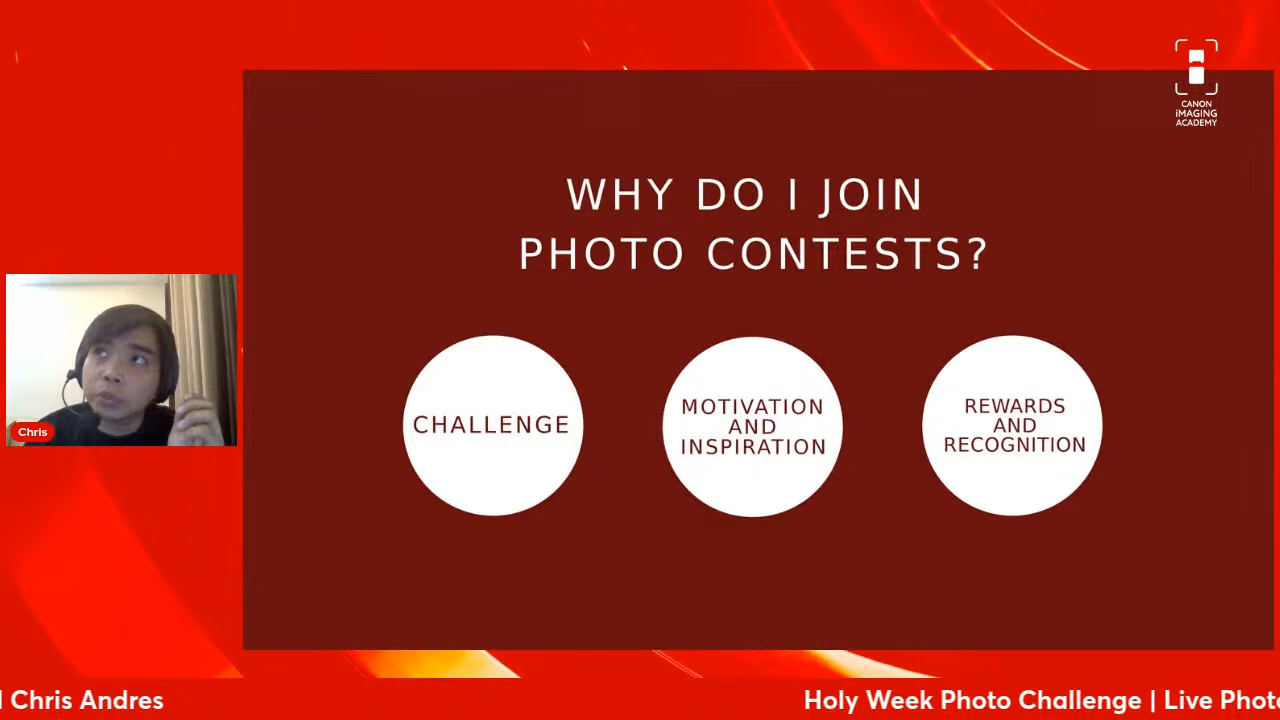 CANON
iMAGING
ACADEMY
WHY DO I JOIN
PHOTO CONTESTS?
CHALLENGE
MOTIVATION
AND
INSPIRATION
REWARDS
AND
RECOGNITION
Chris
Chris Andres
Holy Week Photo Challenge | Live